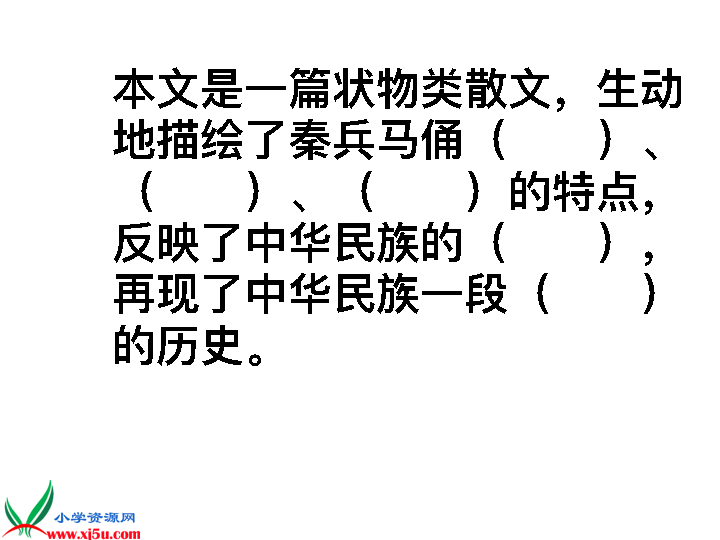 本文是一篇状物类散文，生动
地描绘了秦兵马俑（　　）、
（　　）、（　　）的特点，
反映了中华民族的（　　），
再现了中华民族一段（　　）
的历史。
小学资源网
www.xj5u.com